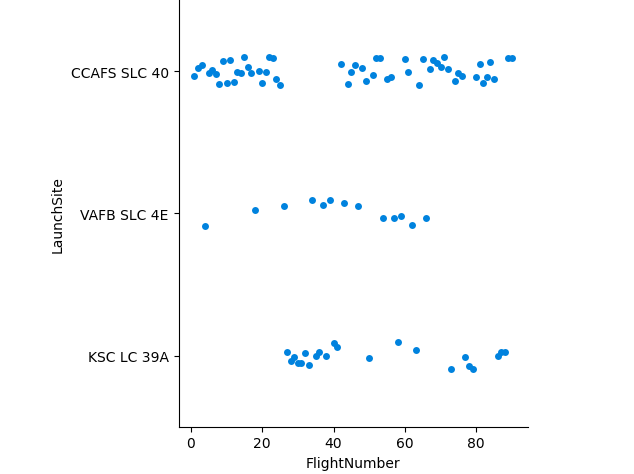 CCAFS SLC 40
VAFB SLC 4E
KSC LC 39A
LaunchSite
0 20 40 60 80
FlightNumber